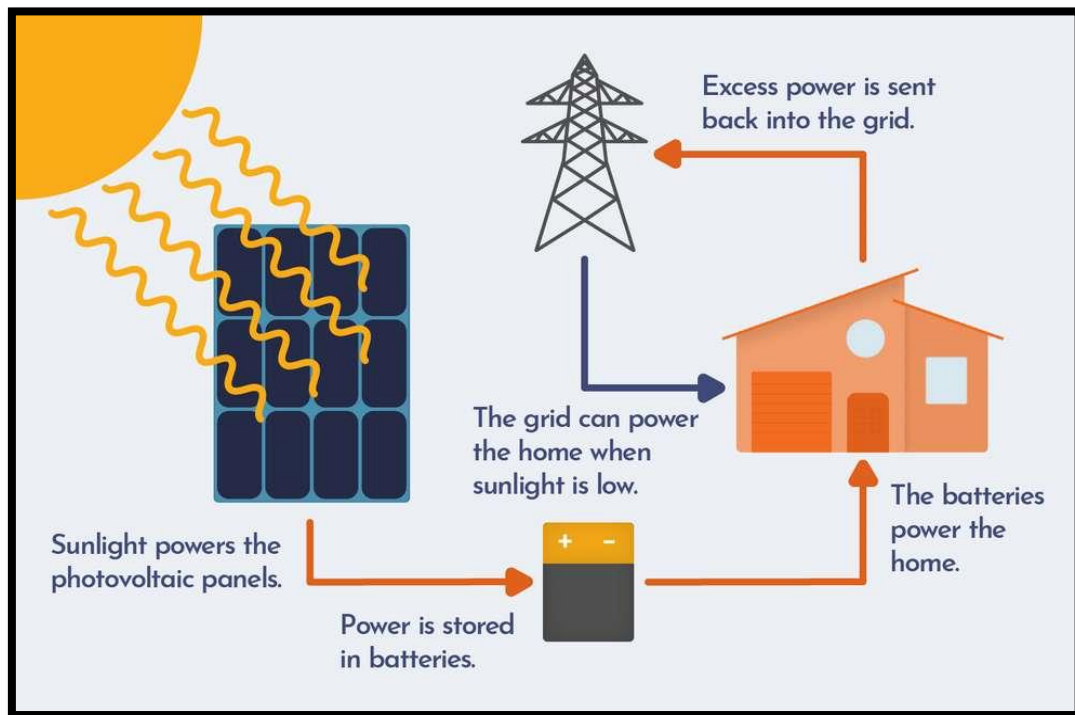 Excess power is sent
back into the grid.
The grid can power
the home when
sunlight is low.
The batteries
power the
home.
Sunlight powers the
photovoltaic panels.
+ −
Power is stored
in batteries.